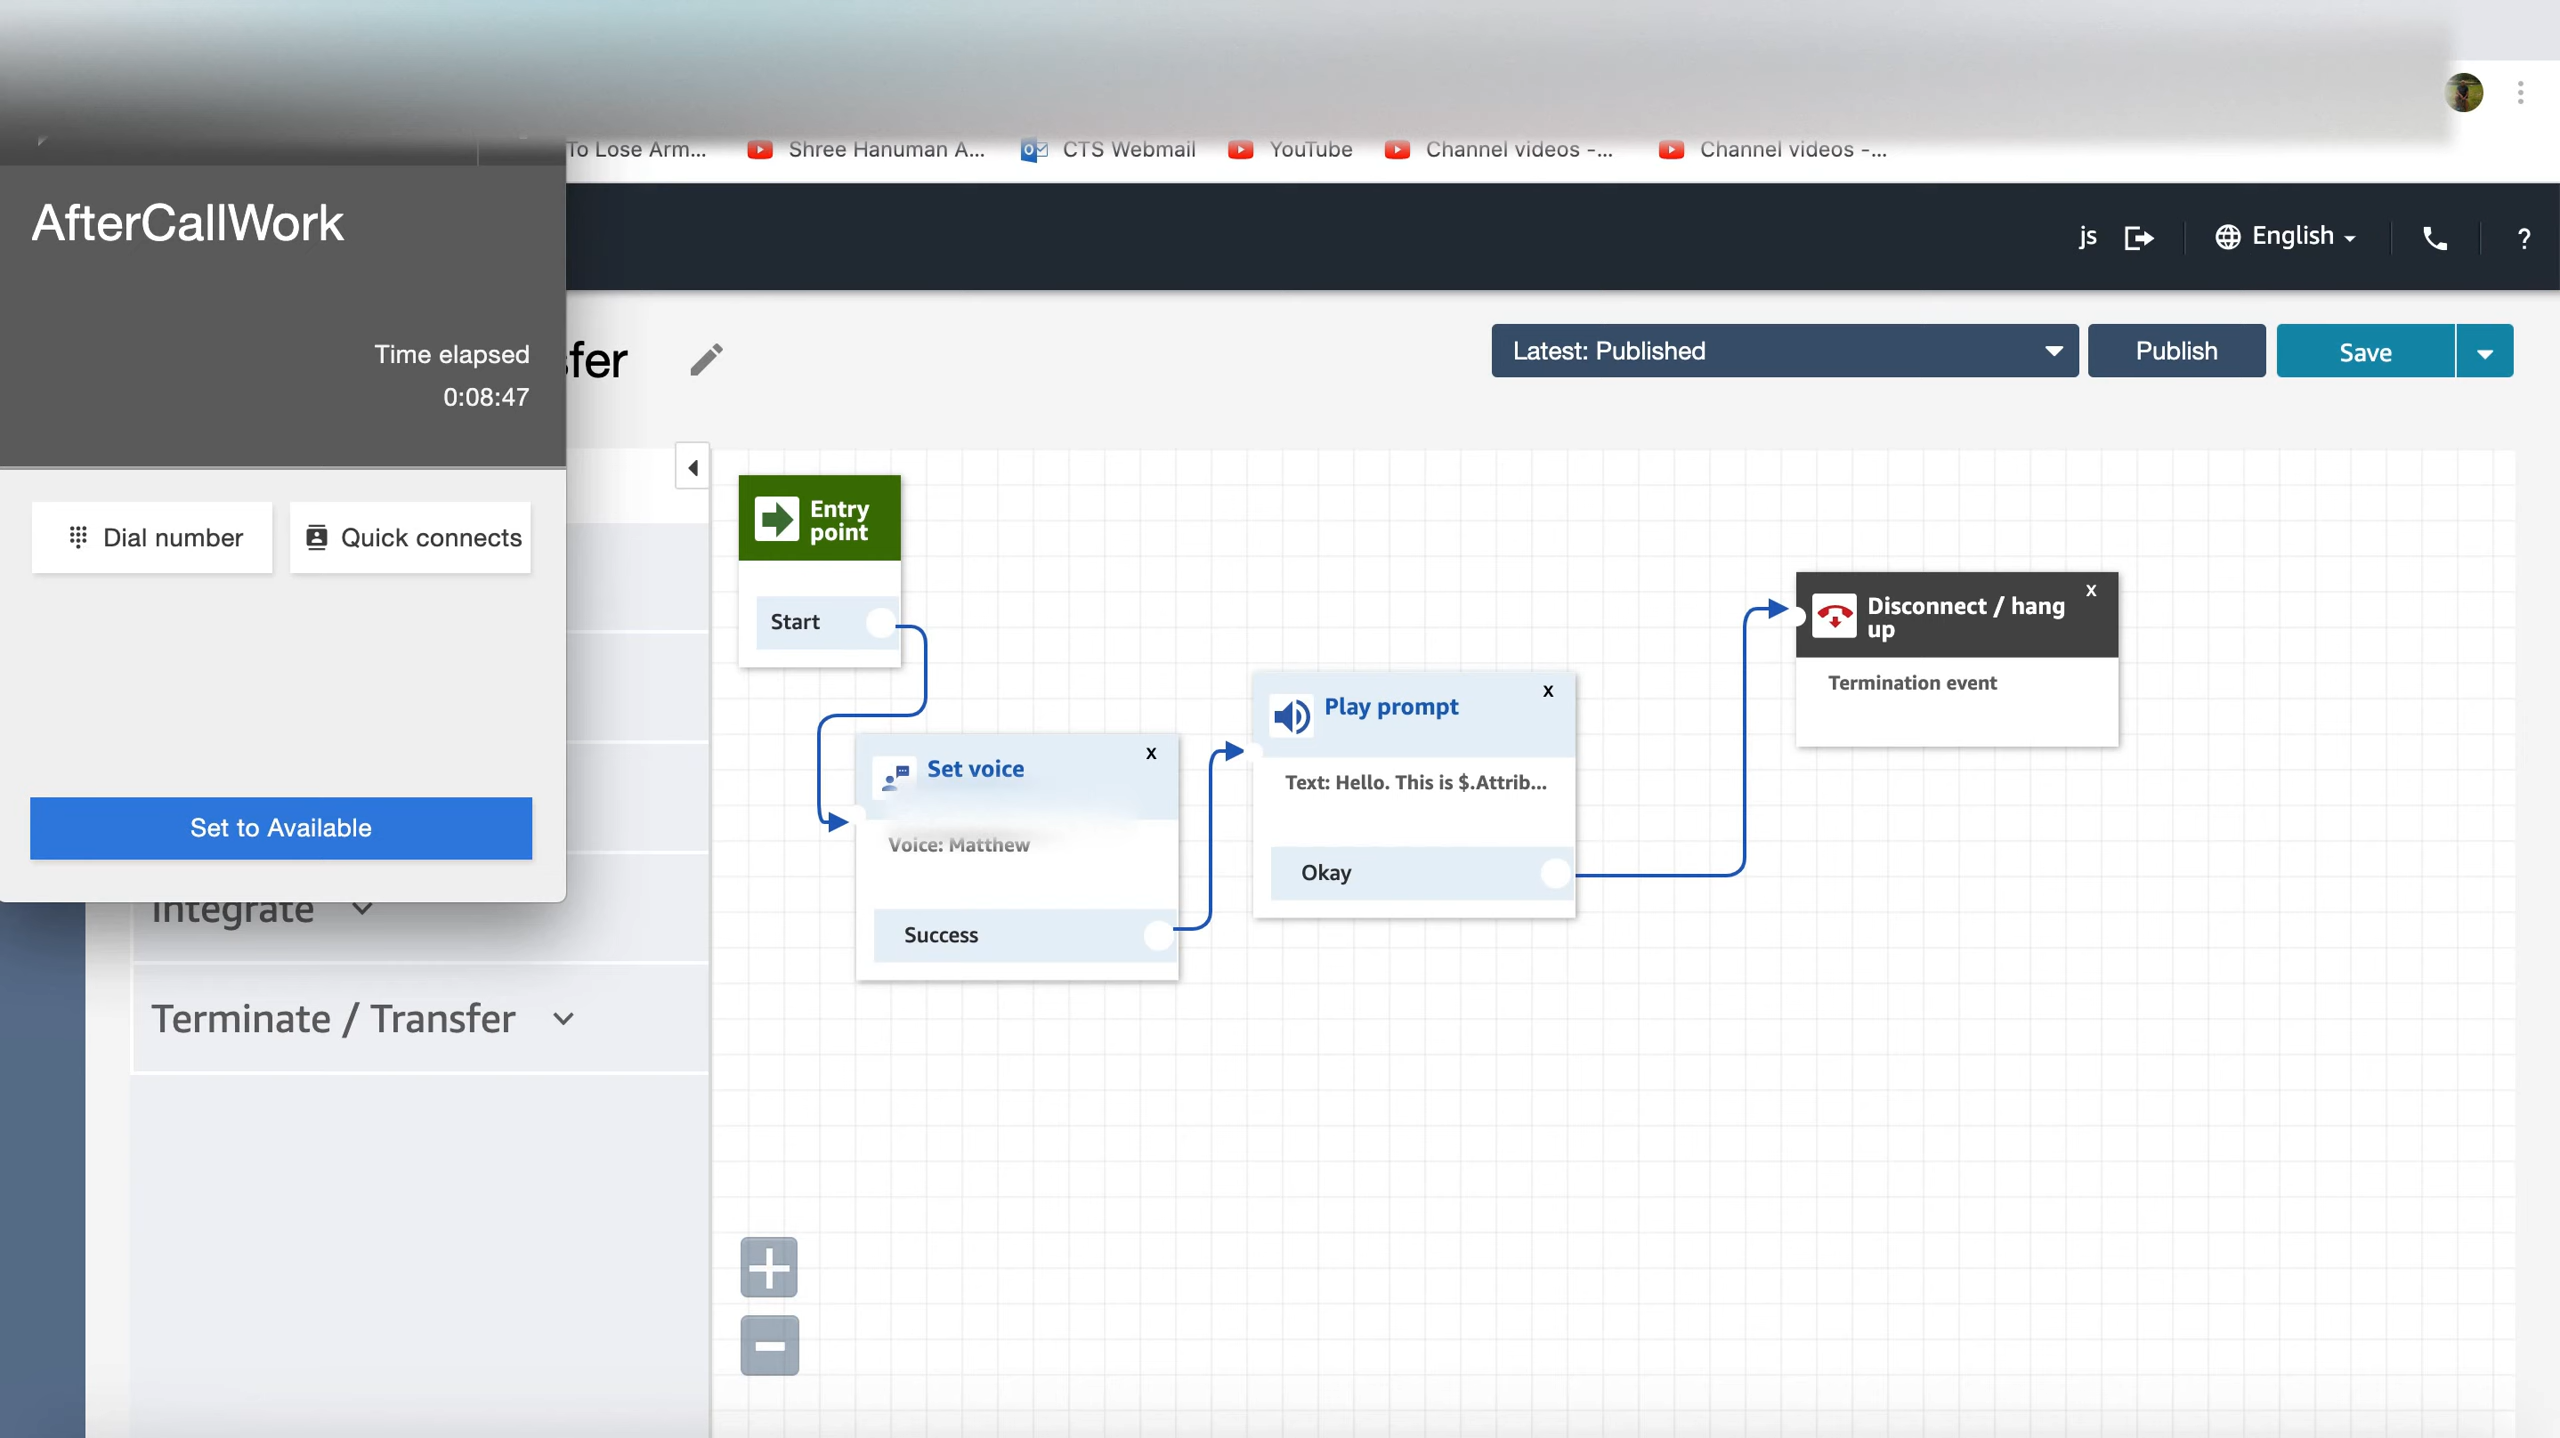 To Lose Arm...
Shree Hanuman A...
CTS Webmail
YouTube
Channel videos -...
Channel videos -...
AfterCallWork
js
English
?
Time elapsed
0:08:47
sfer
Latest: Published
Publish
Save
Dial number
Quick connects
Set to Available
Integrate
Terminate / Transfer
Entry
point
Start
Set voice
x
Voice: Matthew
Success
Play prompt
x
Text: Hello. This is $.Attrib...
Okay
Disconnect / hang
up
x
Termination event